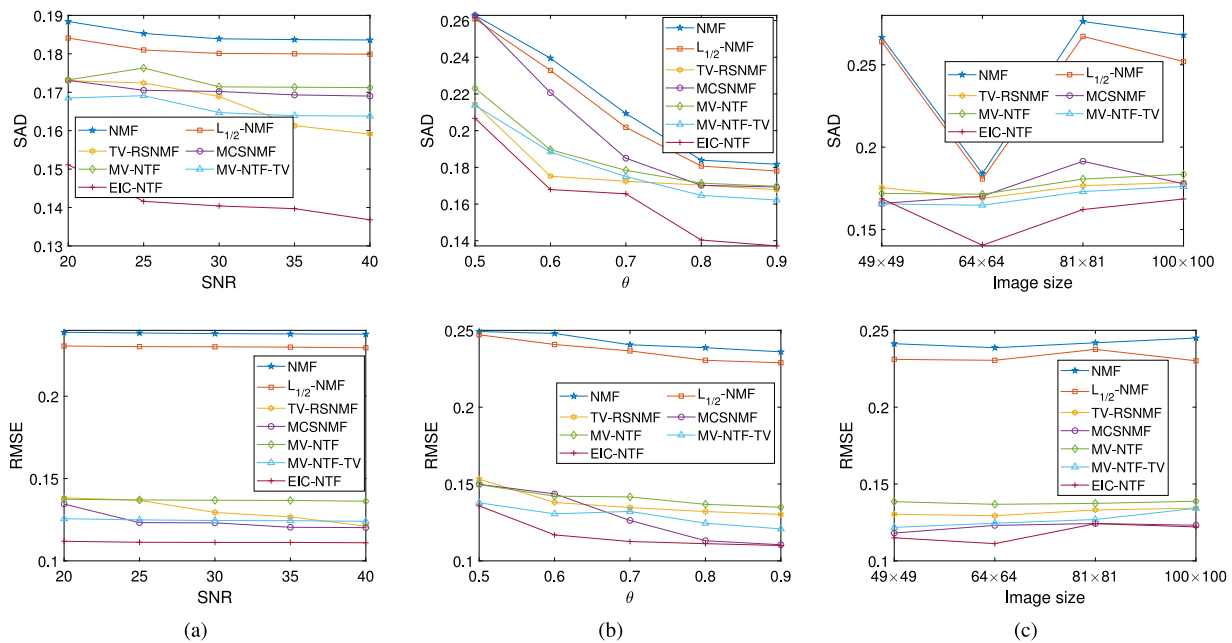 0.19
0.18
0.17
0.16
0.15
0.14
0.13
SAD
NMF
L1/2-NMF
TV-RSNMF
MCSNMF
MV-NTF
MV-NTF-TV
EIC-NTF
20 25 30 35 40
SNR
0.26
0.24
0.22
0.2
0.18
0.16
0.14
SAD
NMF
L1/2-NMF
TV-RSNMF
MCSNMF
MV-NTF
MV-NTF-TV
EIC-NTF
0.5 0.6 0.7 0.8 0.9
θ
0.25
0.2
0.15
SAD
NMF
L1/2-NMF
TV-RSNMF
MCSNMF
MV-NTF
MV-NTF-TV
EIC-NTF
49×49 64×64 81×81 100×100
Image size
0.2
0.15
0.1
RMSE
NMF
L1/2-NMF
TV-RSNMF
MCSNMF
MV-NTF
MV-NTF-TV
EIC-NTF
20 25 30 35 40
SNR
(a)
0.25
0.2
0.15
0.1
RMSE
NMF
L1/2-NMF
TV-RSNMF
MCSNMF
MV-NTF
MV-NTF-TV
EIC-NTF
0.5 0.6 0.7 0.8 0.9
θ
(b)
0.25
0.2
0.15
0.1
RMSE
NMF
L1/2-NMF
TV-RSNMF
MCSNMF
MV-NTF
MV-NTF-TV
EIC-NTF
49×49 64×64 81×81 100×100
Image size
(c)